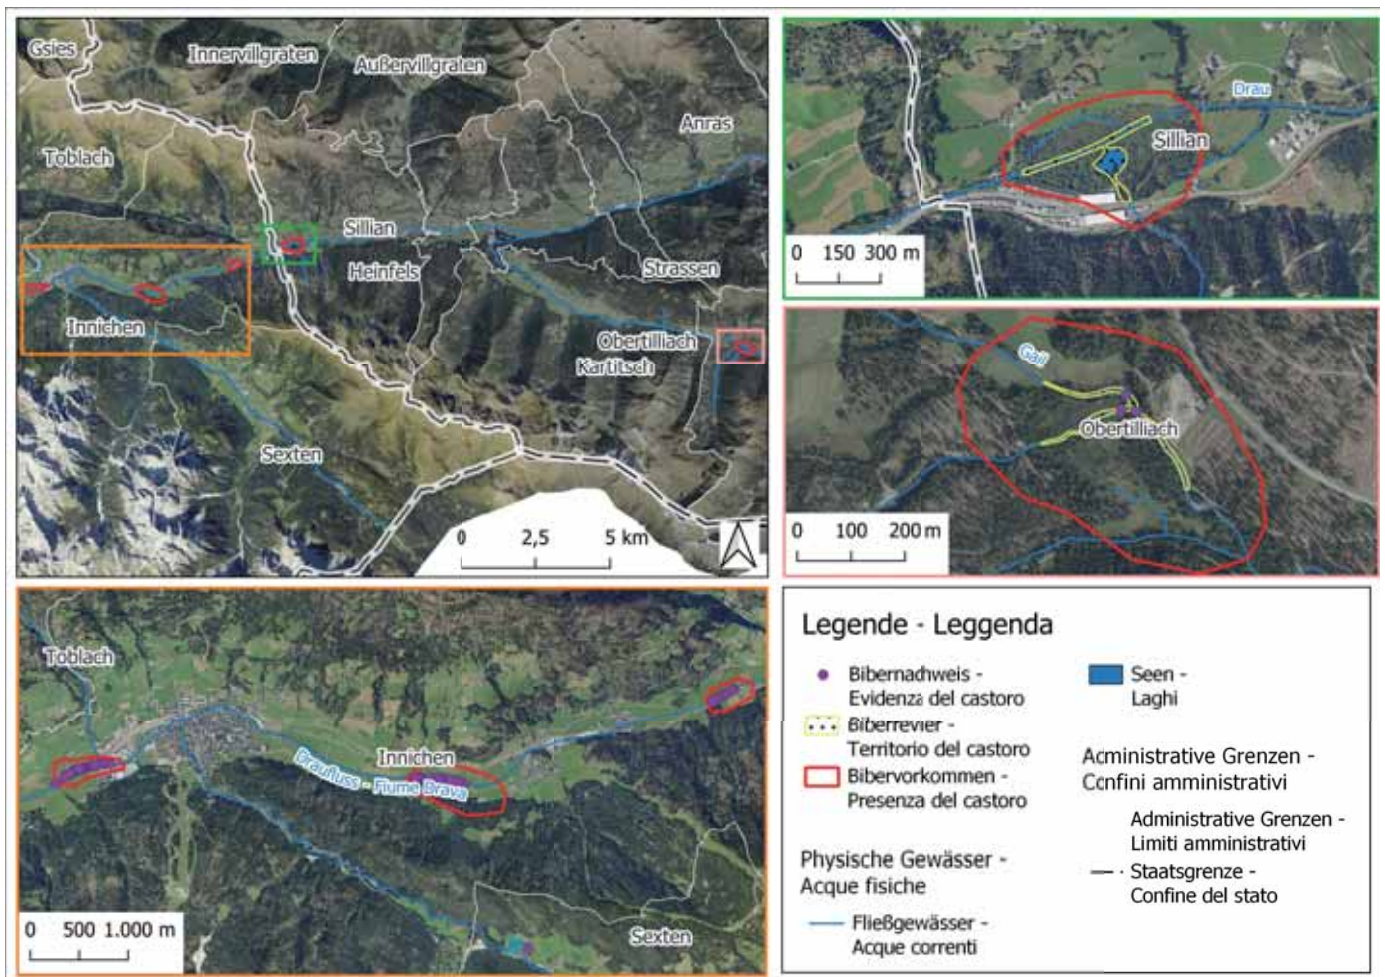 Gsies
Innervillgraten
Außervillgraten
Anras
Toblach
Sillian
Heinfels
Strassen
Innichen
Obertilliach
Kartitsch
Sexten
0 2,5 5 km
Drau
Sillian
0 150 300 m
Gail
Obertilliach
0 100 200 m
Toblach
Innichen
Draufluss - Fiume Drava
Sexten
0 500 1.000 m
Legende - Leggenda
Bibernachweis -
Evidenza del castoro
Biberrevier -
Territorio del castoro
Bibervorkommen -
Presenza del castoro
Physische Gewässer -
Acque fisiche
Fließgewässer -
Acque correnti
Seen -
Laghi
Administrative Grenzen -
Confini amministrativi
Administrative Grenzen -
Limiti amministrativi
Staatsgrenze -
Confine del stato